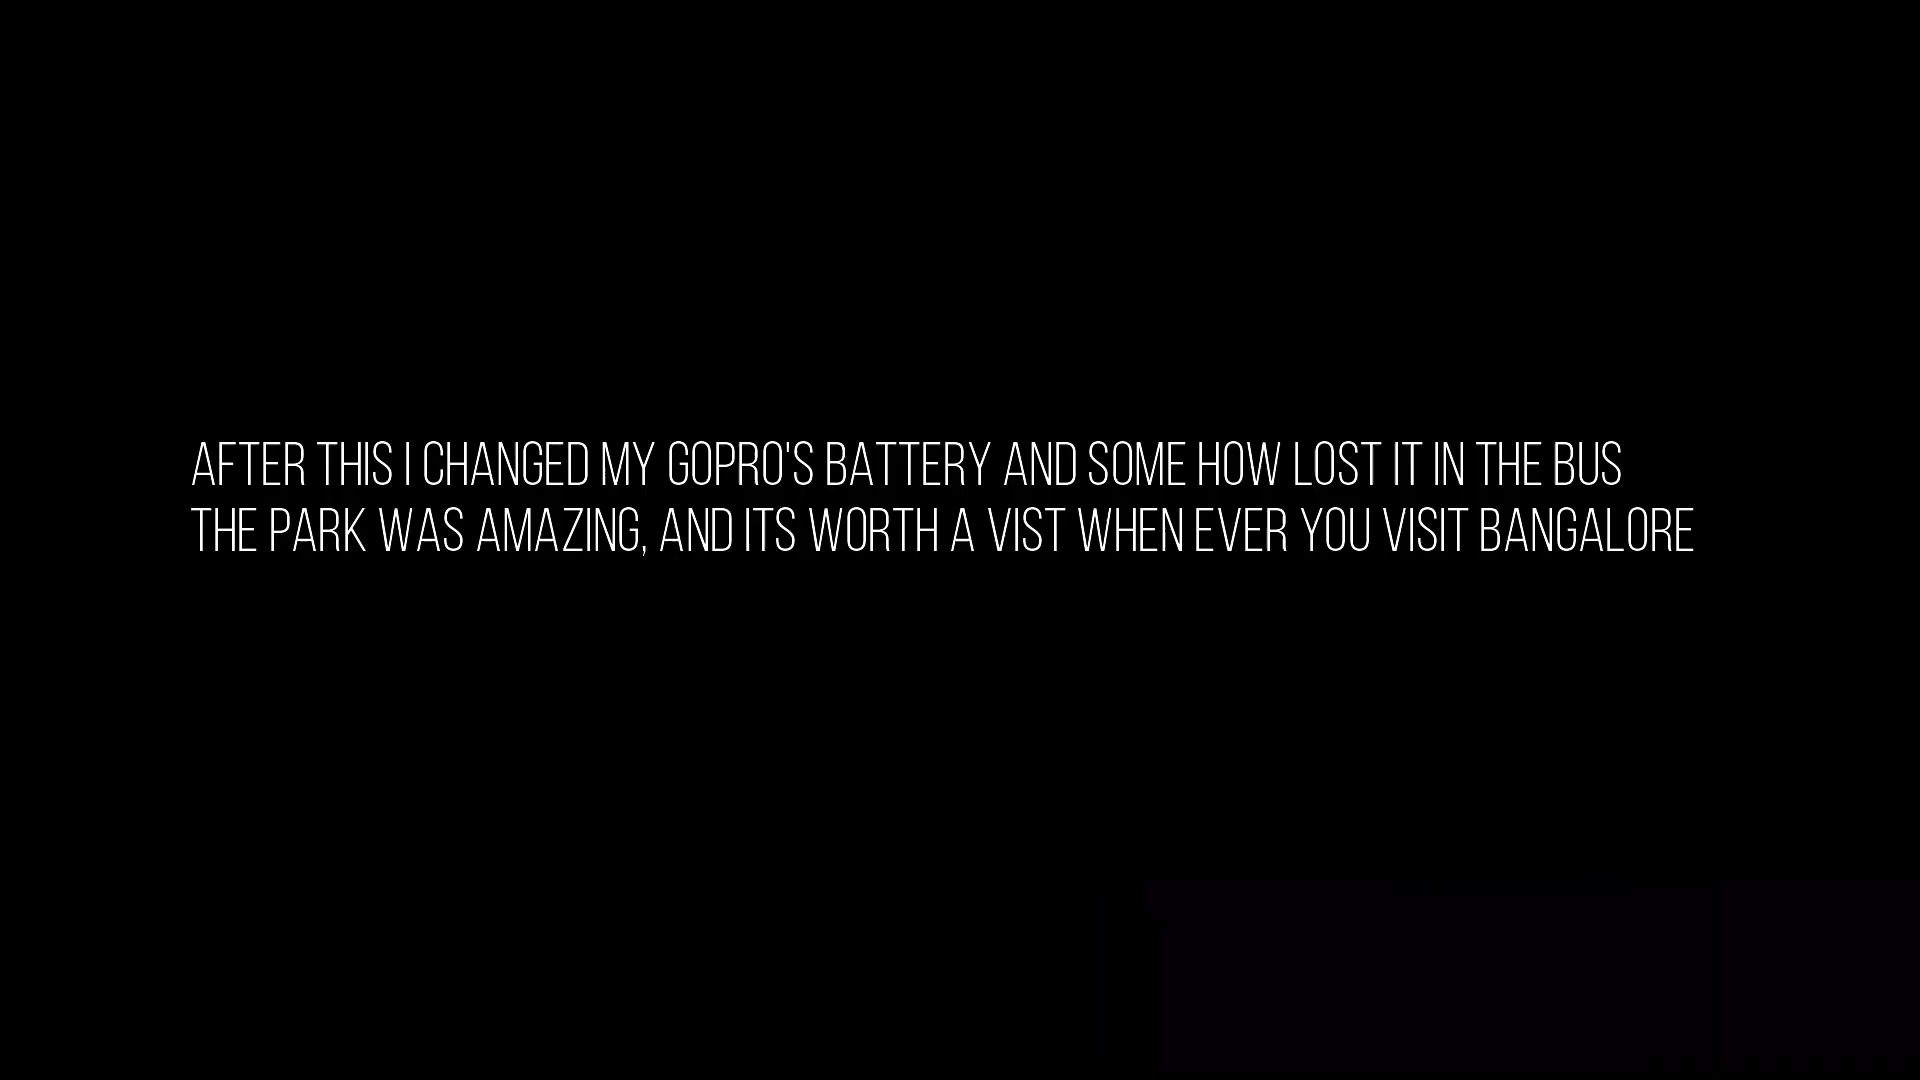 AFTER THIS I CHANGED MY GOPRO'S BATTERY AND SOME HOW LOST IT IN THE BUS
THE PARK WAS AMAZING, AND ITS WORTH A VIST WHEN EVER YOU VISIT BANGALORE